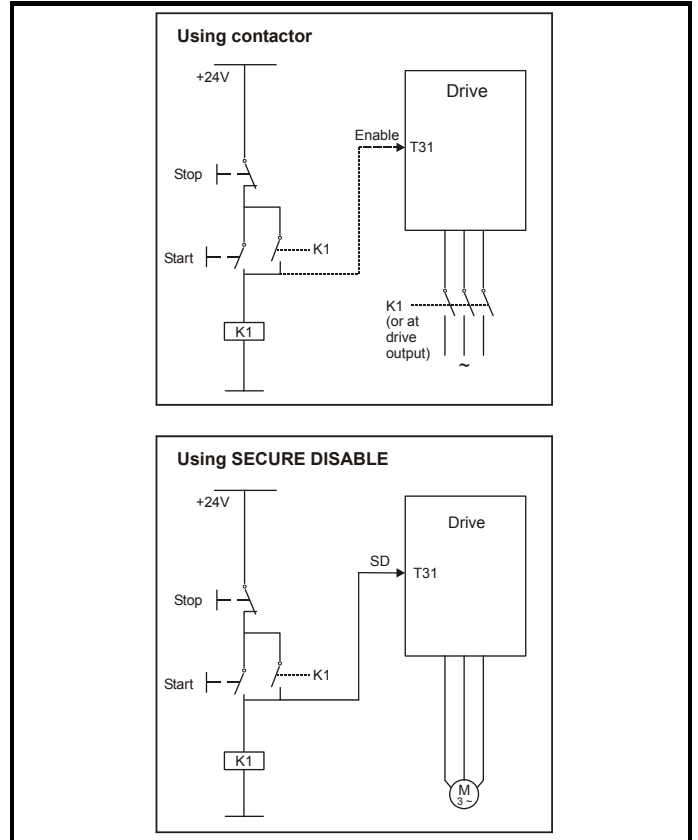 Using contactor
+24V
Drive
Enable
T31
Stop
Start
K1
K1
K1
(or at
drive
output)
~
Using SECURE DISABLE
+24V
Drive
SD
T31
Stop
Start
K1
K1
M
3 ~